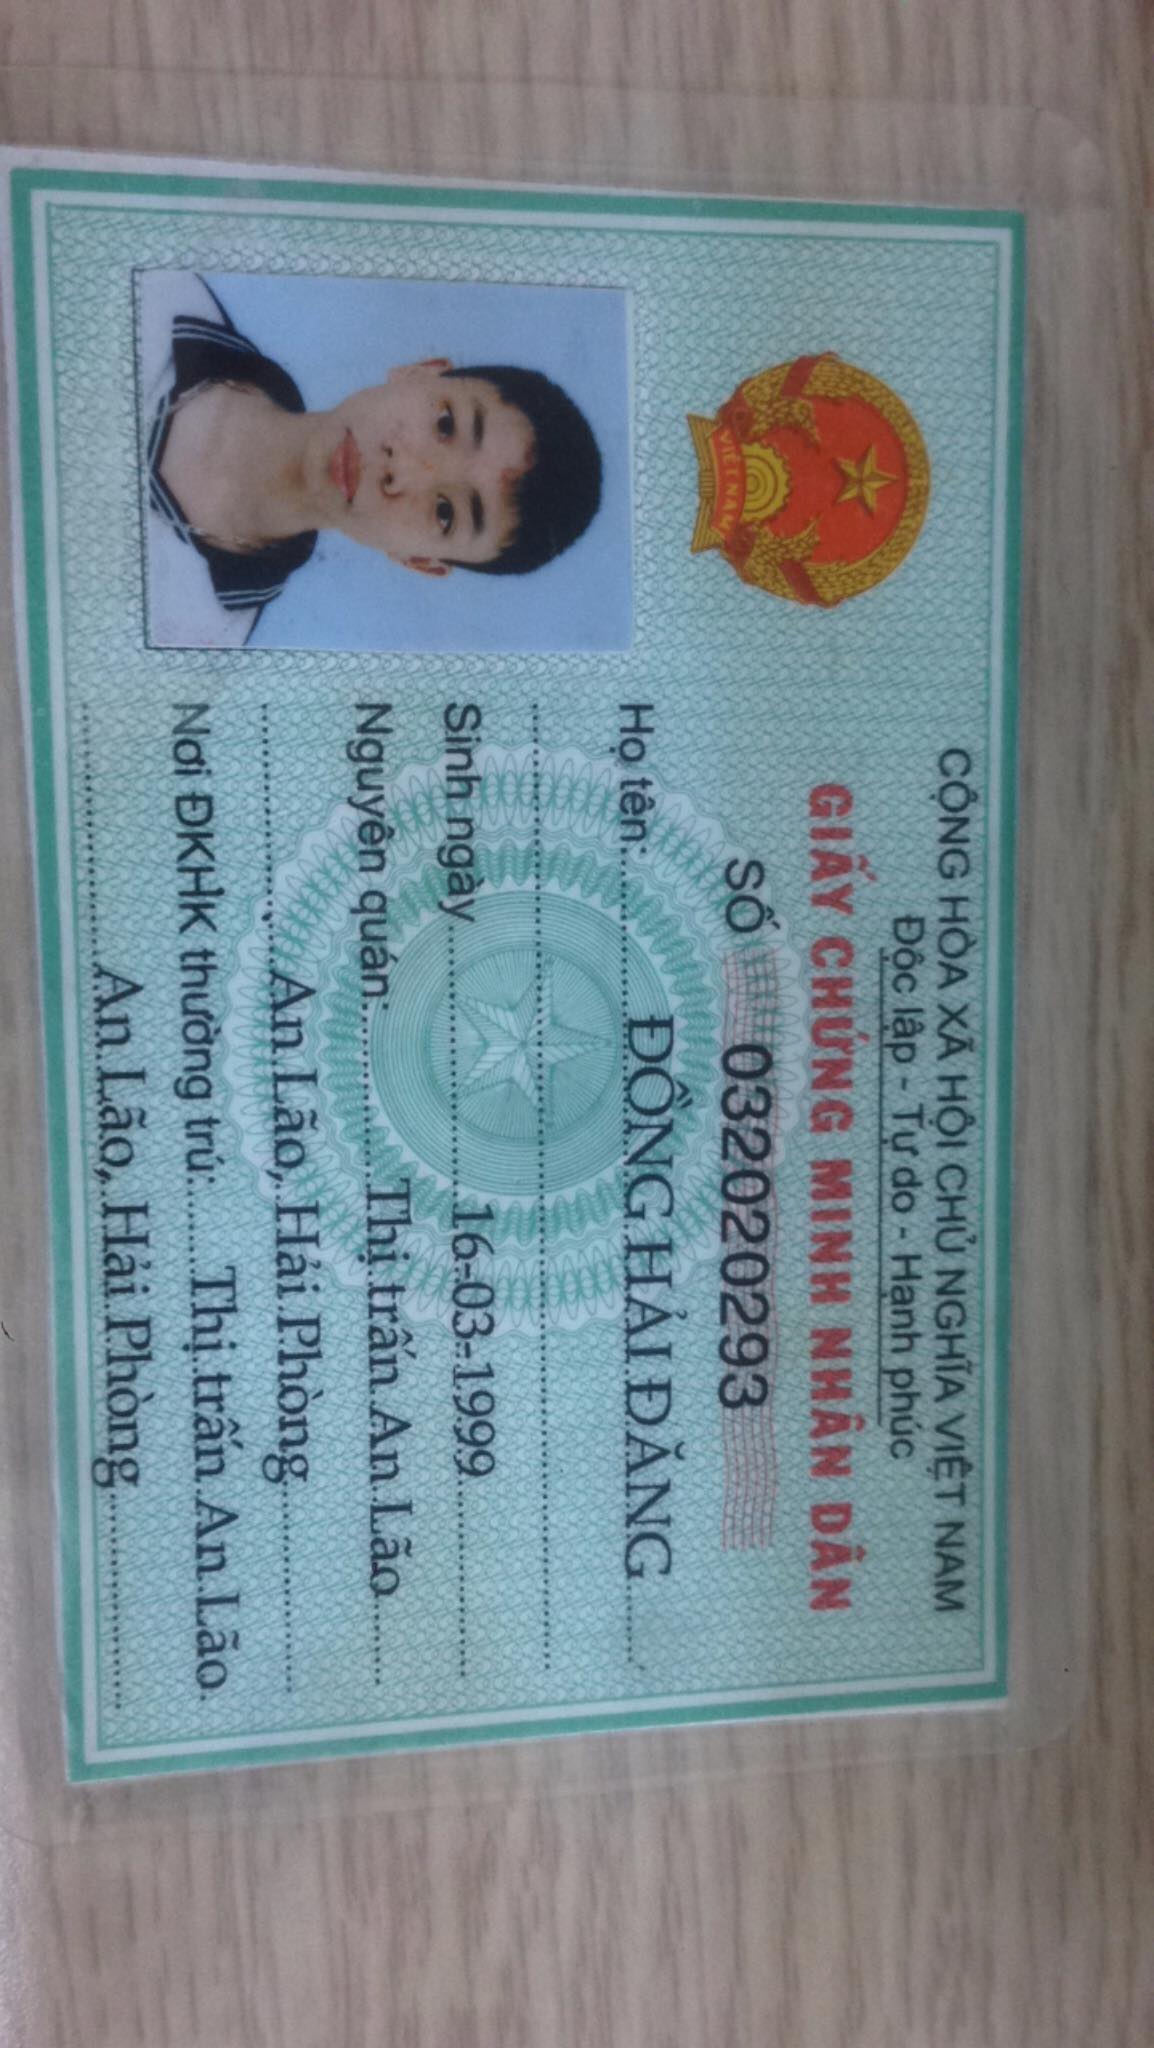 CỘNG HÒA XÃ HỘI CHỦ NGHĨA VIỆT NAM
Độc lập - Tự do - Hạnh phúc
GIẤY CHỨNG MINH NHÂN DÂN
SỐ 032020293
Họ tên: ĐỒNG HẢI ĐĂNG
Sinh ngày 16-03-1999
Nguyên quán: Thị trấn An Lão
An Lão, Hải Phòng
Nơi ĐKHK thường trú: Thị trấn An Lão
An Lão, Hải Phòng
VIỆT NAM